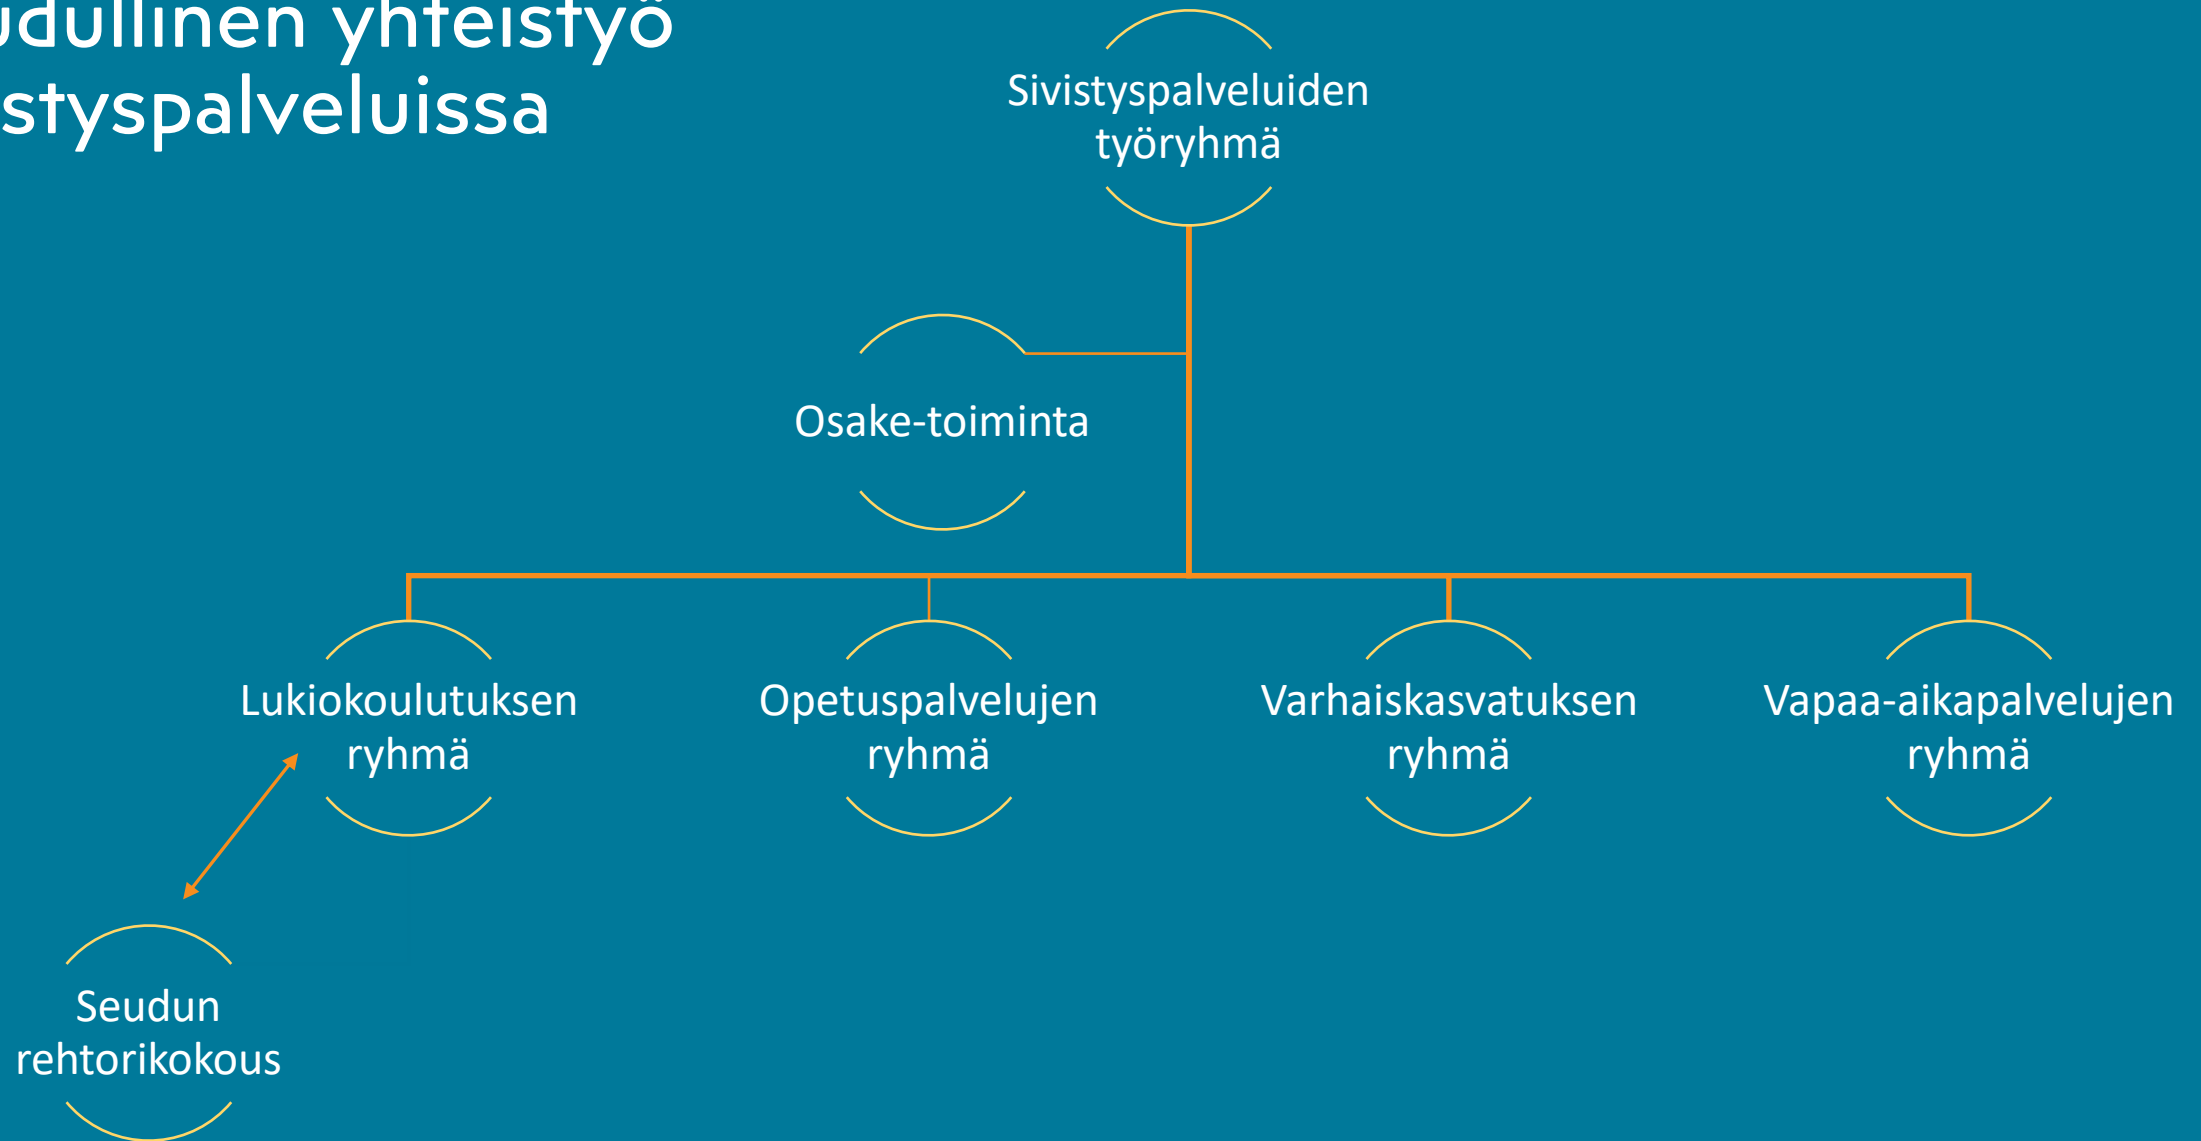 udullinen yhteistyö
styspalveluissa
Sivistyspalveluiden
työryhmä
Osake-toiminta
Lukiokoulutuksen
ryhmä
Opetuspalvelujen
ryhmä
Varhaiskasvatuksen
ryhmä
Vapaa-aikapalvelujen
ryhmä
Seudun
rehtorikokous